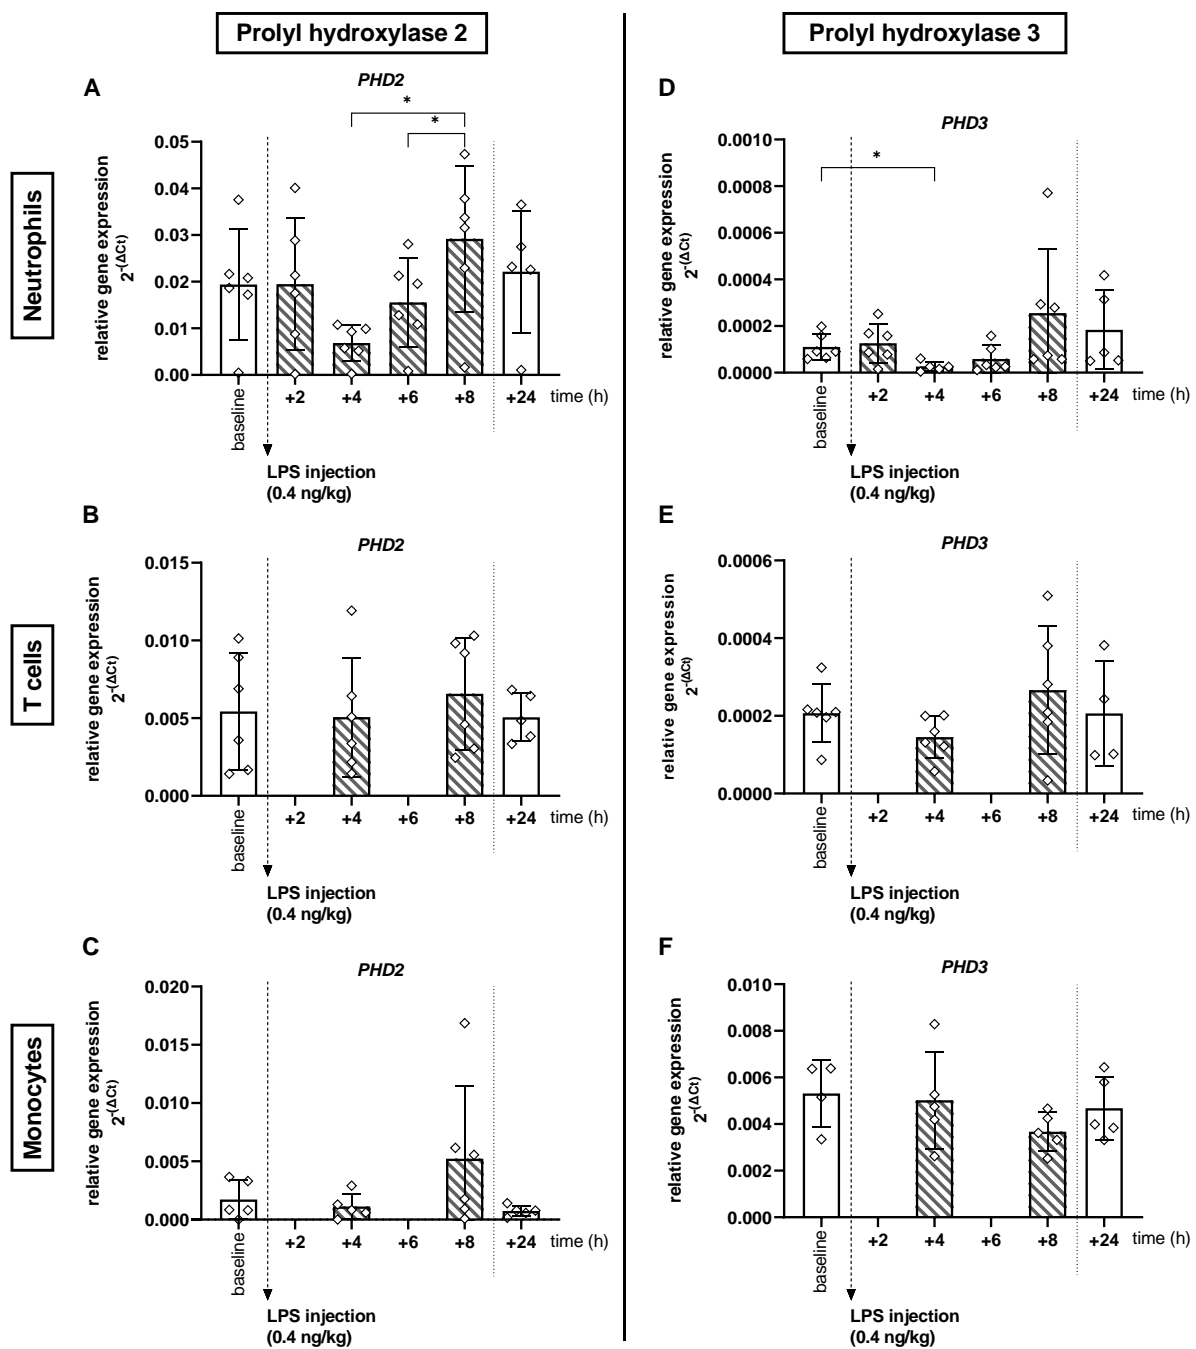 Prolyl hydroxylase 2
Prolyl hydroxylase 3
Neutrophils
A
PHD2
*
*
relative gene expression
2-(ΔCt)
0.05
0.04
0.03
0.02
0.01
0.00
baseline
+2
+4
+6
+8
+24
time (h)
LPS injection
(0.4 ng/kg)
D
PHD3
*
relative gene expression
2-(ΔCt)
0.0010
0.0008
0.0006
0.0004
0.0002
0.0000
baseline
+2
+4
+6
+8
+24
time (h)
LPS injection
(0.4 ng/kg)
T cells
B
PHD2
relative gene expression
2-(ΔCt)
0.015
0.010
0.005
0.000
baseline
+2
+4
+6
+8
+24
time (h)
LPS injection
(0.4 ng/kg)
E
PHD3
relative gene expression
2-(ΔCt)
0.0006
0.0004
0.0002
0.0000
baseline
+2
+4
+6
+8
+24
time (h)
LPS injection
(0.4 ng/kg)
Monocytes
C
PHD2
relative gene expression
2-(ΔCt)
0.020
0.015
0.010
0.005
0.000
baseline
+2
+4
+6
+8
+24
time (h)
LPS injection
(0.4 ng/kg)
F
PHD3
relative gene expression
2-(ΔCt)
0.010
0.008
0.006
0.004
0.002
0.000
baseline
+2
+4
+6
+8
+24
time (h)
LPS injection
(0.4 ng/kg)